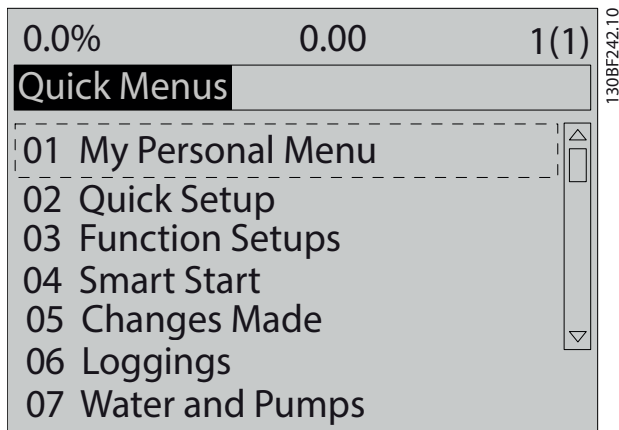 0.0% 0.00 1(1)
Quick Menus
01 My Personal Menu
02 Quick Setup
03 Function Setups
04 Smart Start
05 Changes Made
06 Loggings
07 Water and Pumps
130BF242.10